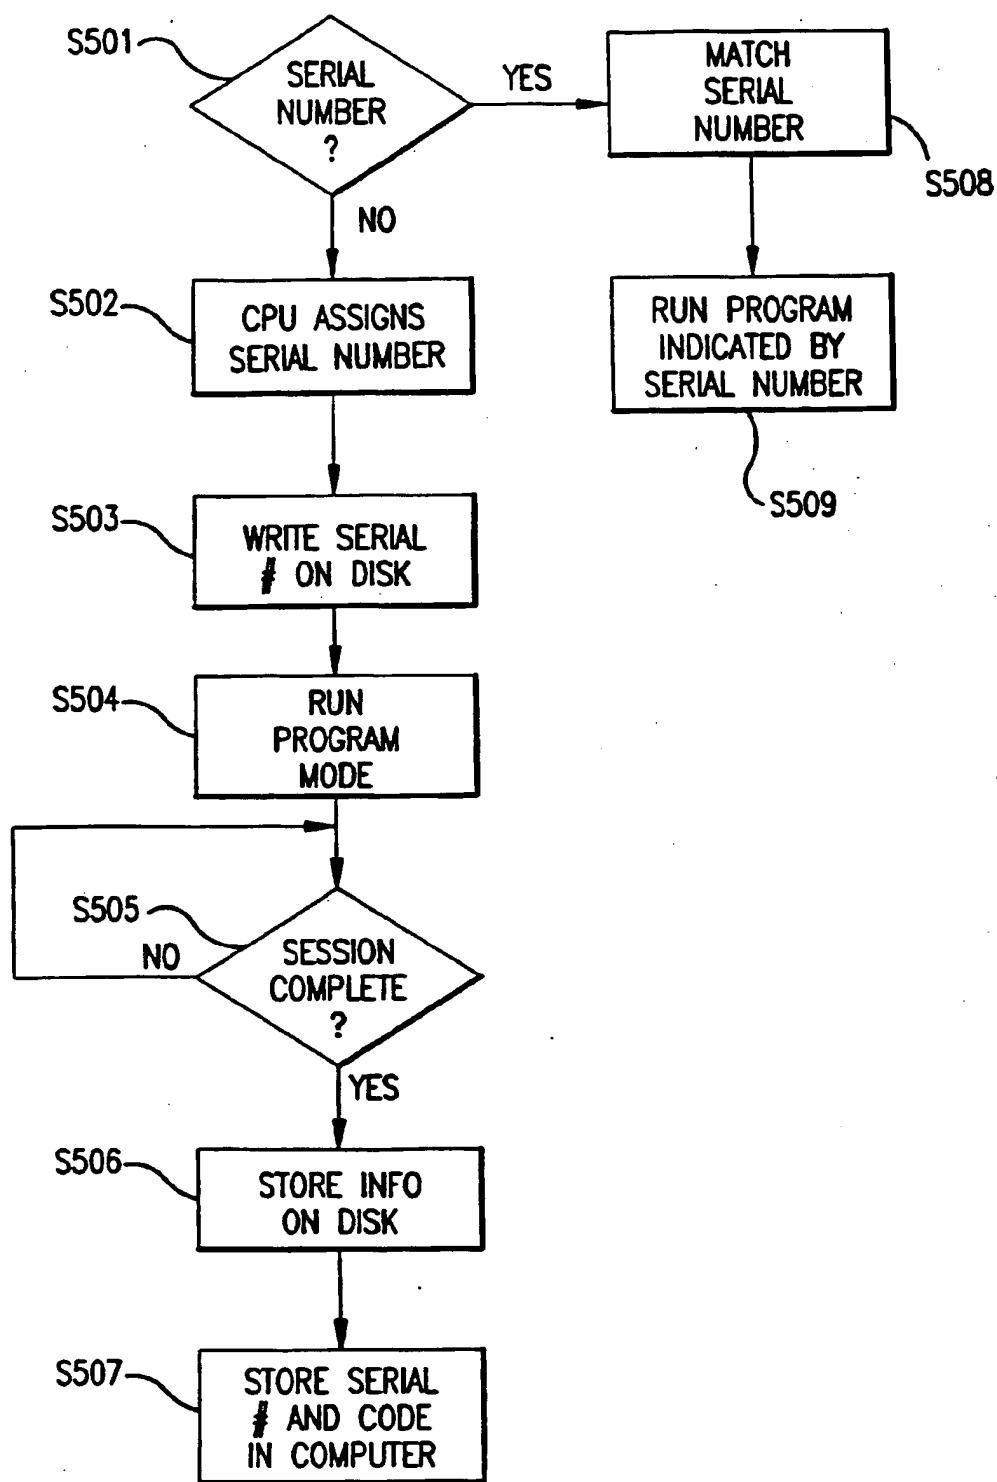 S501
SERIAL
NUMBER
?
YES
MATCH
SERIAL
NUMBER
S508
NO
S502
CPU ASSIGNS
SERIAL NUMBER
RUN PROGRAM
INDICATED BY
SERIAL NUMBER
S509
S503
WRITE SERIAL
# ON DISK
S504
RUN
PROGRAM
MODE
S505
NO
SESSION
COMPLETE
?
YES
S506
STORE INFO
ON DISK
S507
STORE SERIAL
# AND CODE
IN COMPUTER